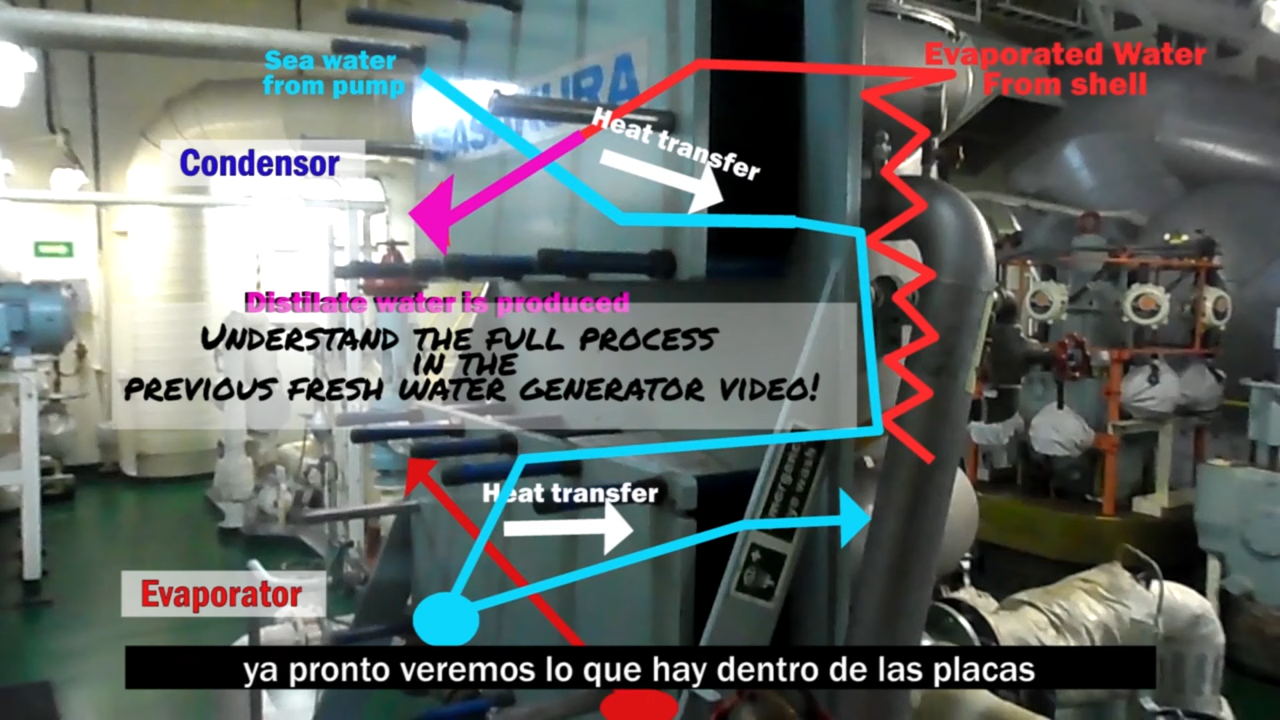 Sea water
from pump
Evaporated Water
From shell
Heat transfer
Condensor
Distilate water is produced
UNDERSTAND THE FULL PROCESS
IN THE
PREVIOUS FRESH WATER GENERATOR VIDEO!
Heat transfer
Evaporator
ya pronto veremos lo que hay dentro de las placas